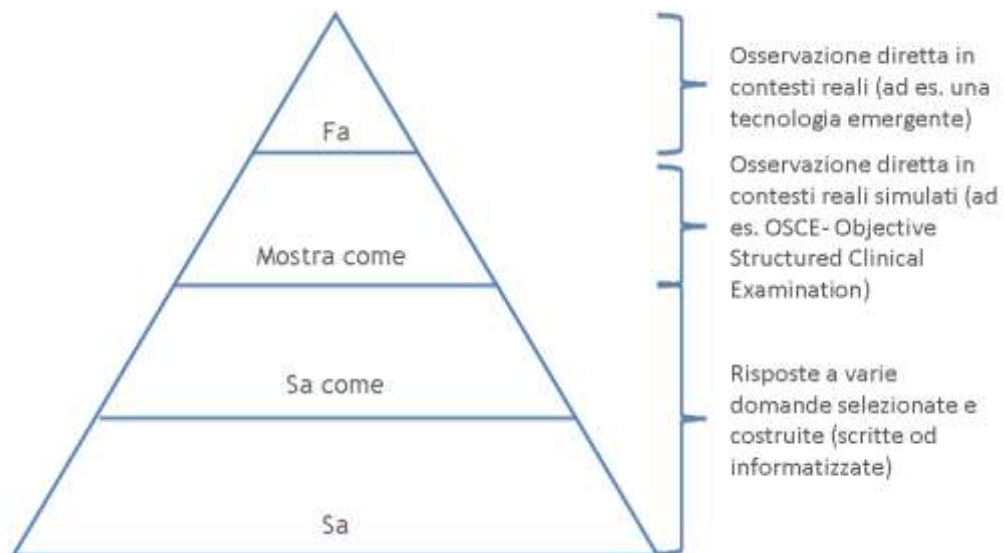 Fa
Mostra come
Sa come
Sa
Osservazione diretta in
contesti reali (ad es. una
tecnologia emergente)
Osservazione diretta in
contesti reali simulati (ad
es. OSCE- Objective
Structured Clinical
Examination)
Risposte a varie
domande selezionate e
costruite (scritte od
informatizzate)